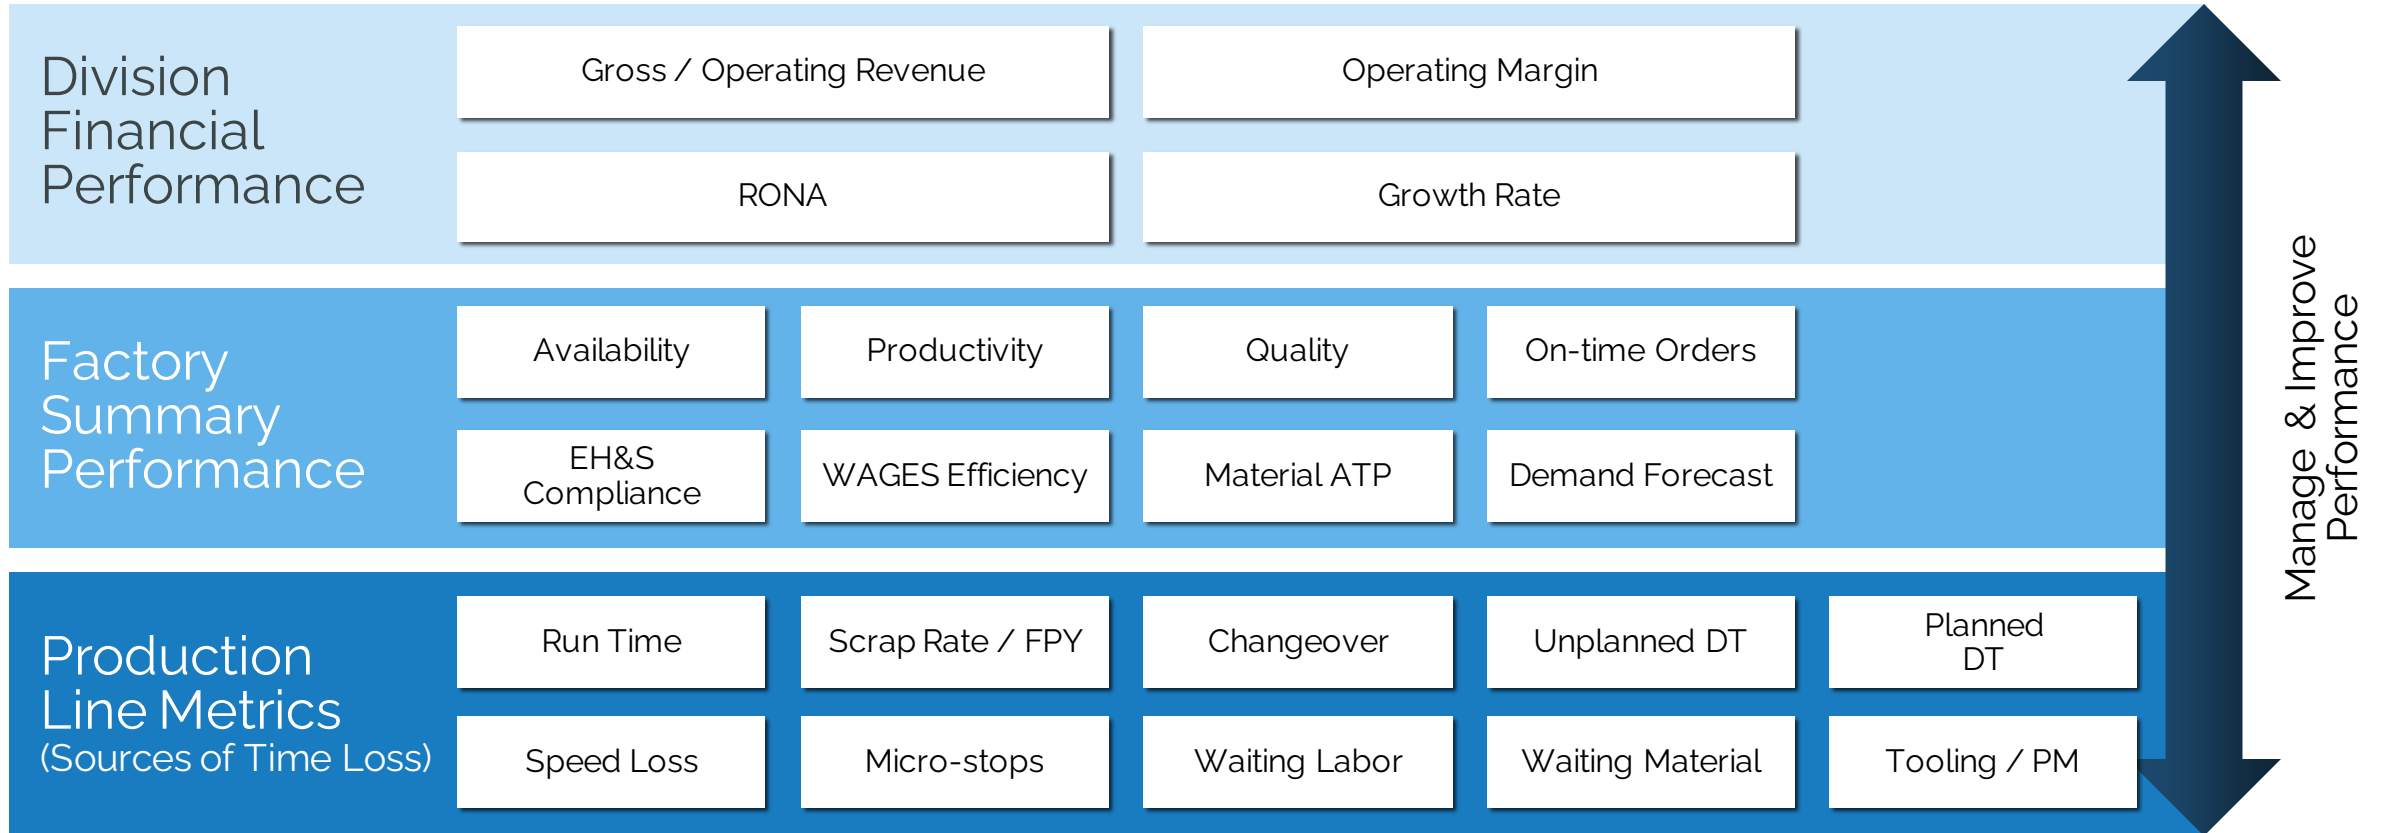 Division
Financial
Performance
Gross / Operating Revenue
Operating Margin
RONA
Growth Rate
Factory
Summary
Performance
Availability
Productivity
Quality
On-time Orders
EH&S
Compliance
WAGES Efficiency
Material ATP
Demand Forecast
Production
Line Metrics
(Sources of Time Loss)
Run Time
Scrap Rate / FPY
Changeover
Unplanned DT
Planned
DT
Speed Loss
Micro-stops
Waiting Labor
Waiting Material
Tooling / PM
Manage & Improve
Performance